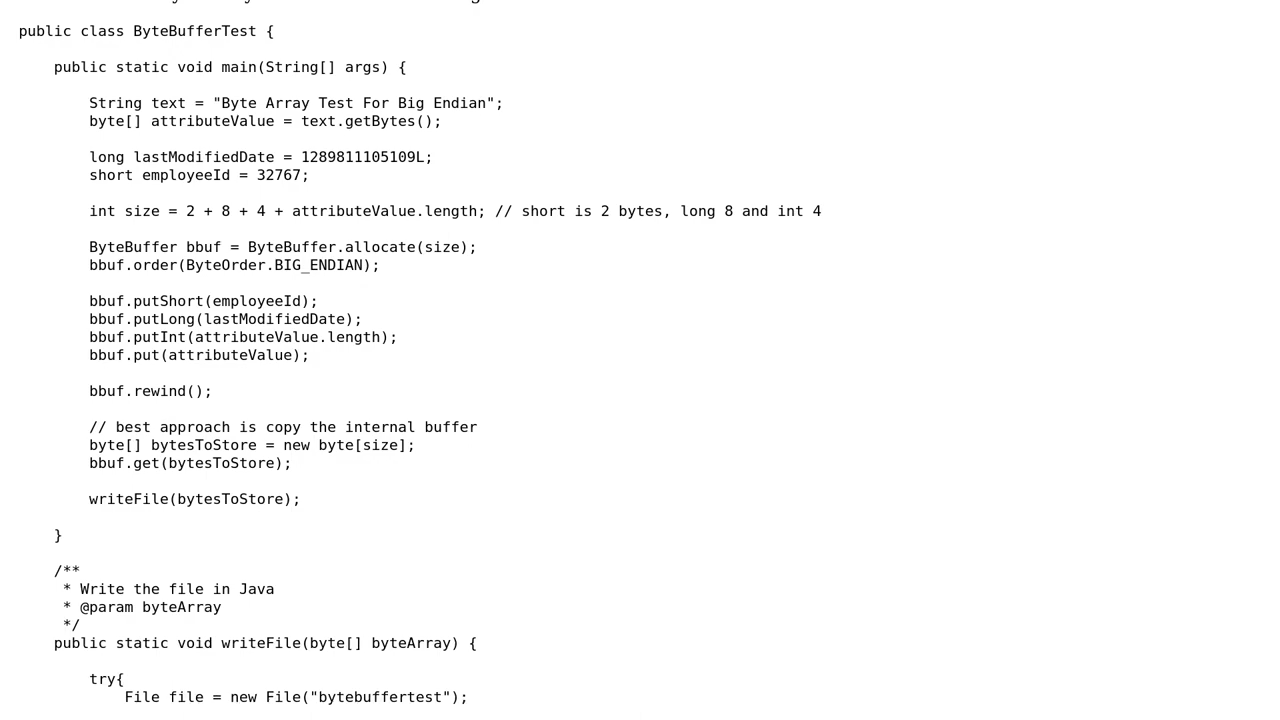 public class ByteBufferTest {
public static void main(String[] args) {
String text = "Byte Array Test For Big Endian";
byte[] attributeValue = text.getBytes();
long lastModifiedDate = 1289811105109L;
short employeeId = 32767;
int size = 2 + 8 + 4 + attributeValue.length; // short is 2 bytes, long 8 and int 4
ByteBuffer bbuf = ByteBuffer.allocate(size);
bbuf.order(ByteOrder.BIG_ENDIAN);
bbuf.putShort(employeeId);
bbuf.putLong(lastModifiedDate);
bbuf.putInt(attributeValue.length);
bbuf.put(attributeValue);
bbuf.rewind();
// best approach is copy the internal buffer
byte[] bytesToStore = new byte[size];
bbuf.get(bytesToStore);
writeFile(bytesToStore);
}
/**
* Write the file in Java
* @param byteArray
*/
public static void writeFile(byte[] byteArray) {
try{
File file = new File("bytebuffertest");